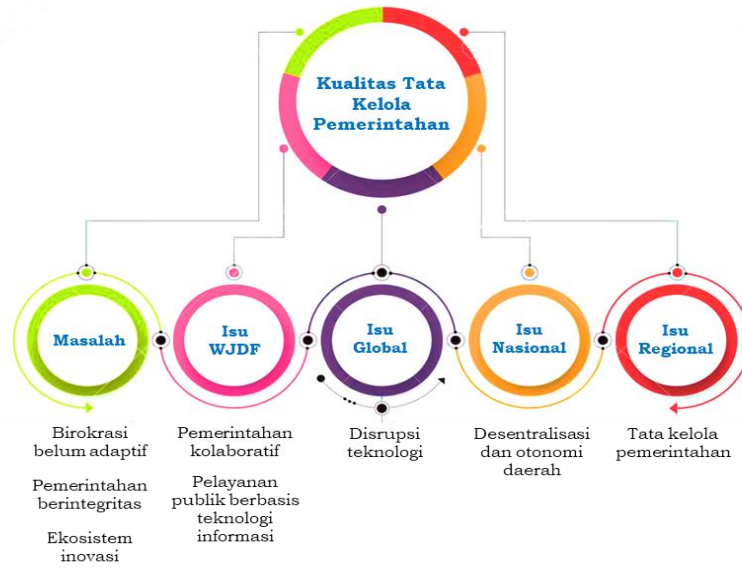 Kualitas Tata
Kelola
Pemerintahan
Masalah
Isu
WJDF
Isu
Global
Isu
Nasional
Isu
Regional
Birokrasi
belum adaptif
Pemerintahan
berintegritas
Ekosistem
inovasi
Pemerintahan
kolaboratif
Pelayanan
publik berbasis
teknologi
informasi
Disrupsi
teknologi
Desentralisasi
dan otonomi
daerah
Tata kelola
pemerintahan